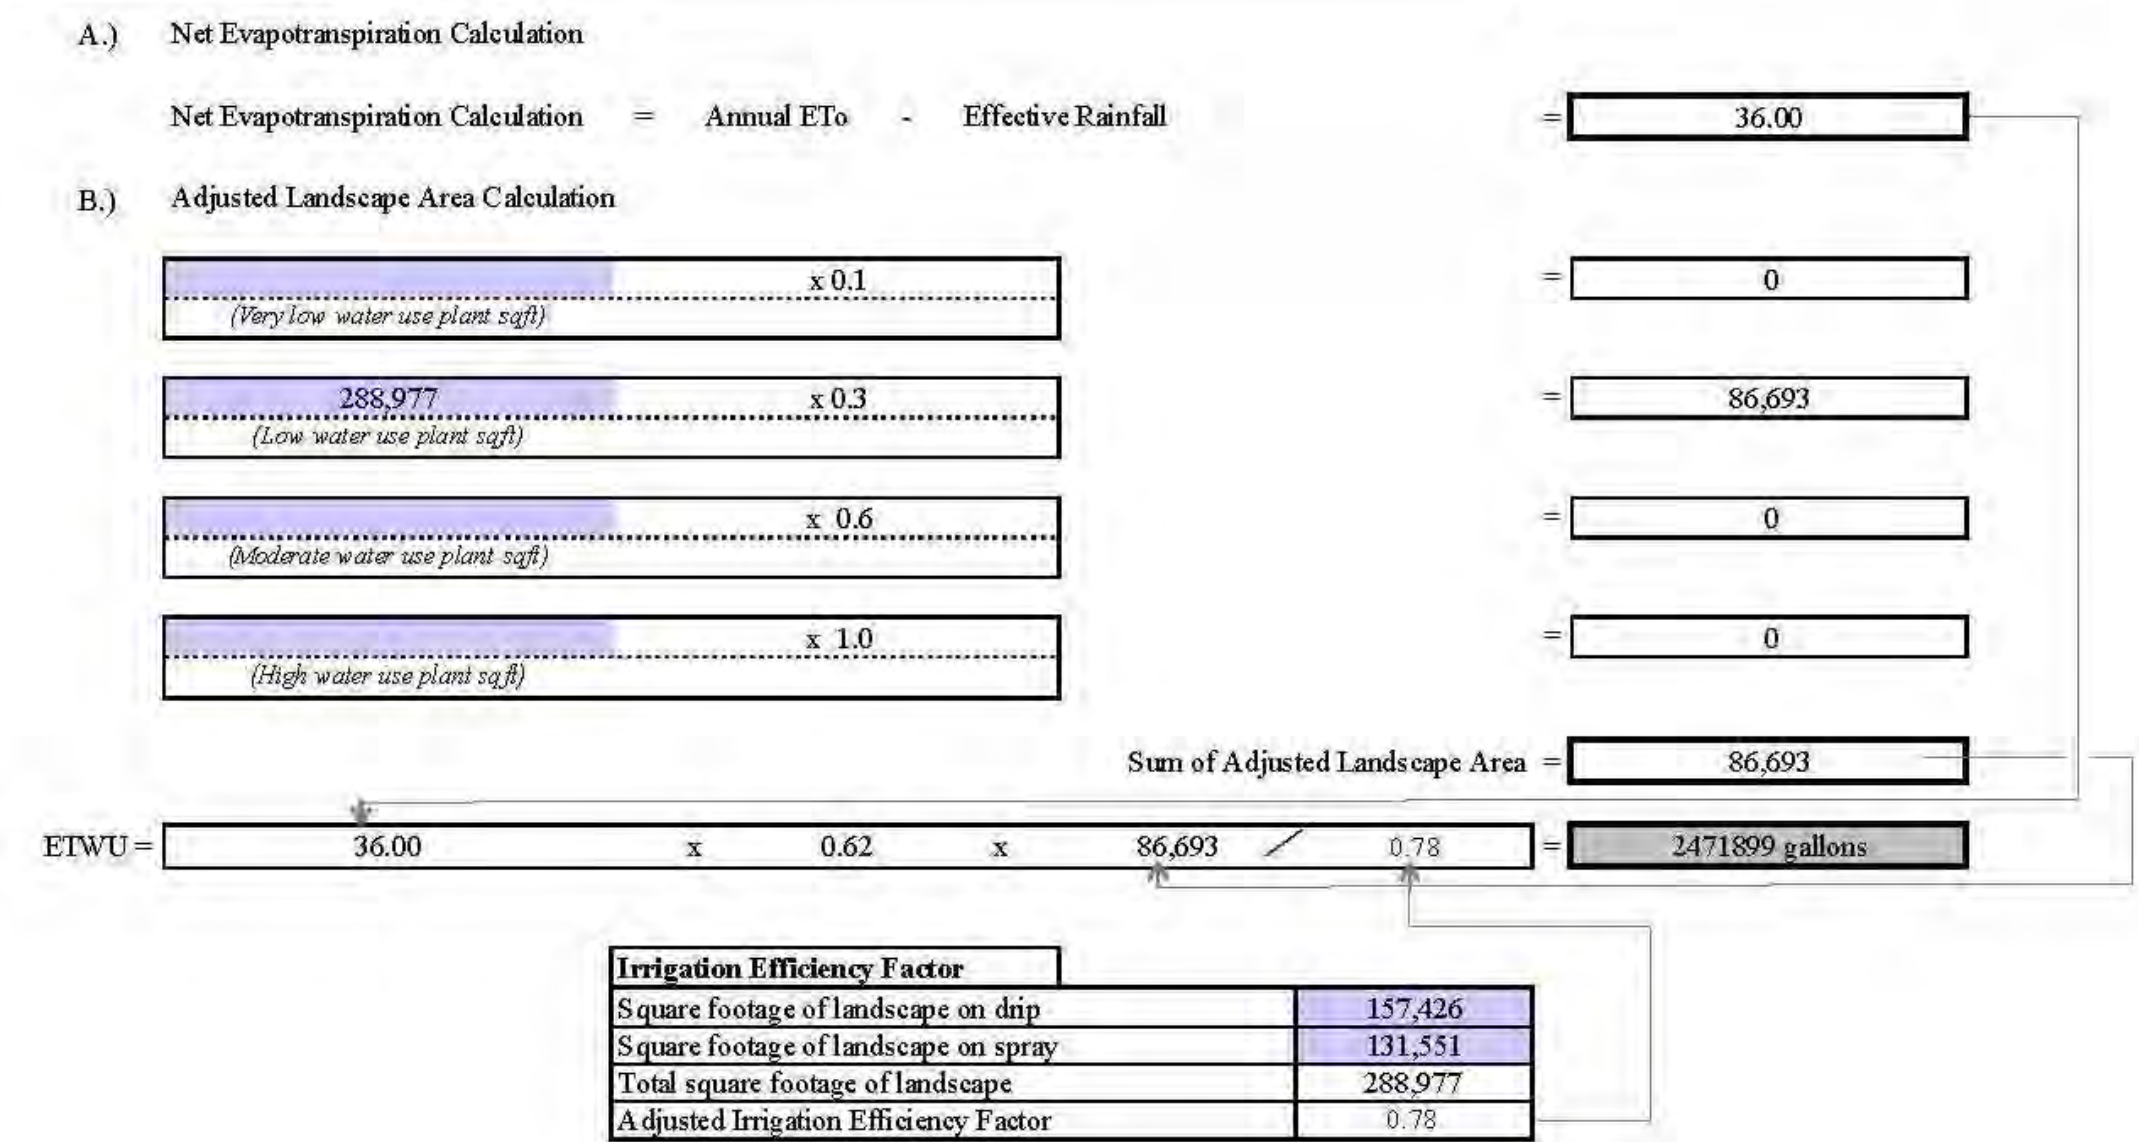 A.) Net Evapotranspiration Calculation
Net Evapotranspiration Calculation = Annual ETo - Effective Rainfall = 36.00
B.) Adjusted Landscape Area Calculation
x 0.1 = 0
(Very low water use plant sqft)
288,977 x 0.3 = 86,693
(Low water use plant sqft)
x 0.6 = 0
(Moderate water use plant sqft)
x 1.0 = 0
(High water use plant sqft)
Sum of Adjusted Landscape Area = 86,693
ETWU = 36.00 x 0.62 x 86,693 / 0.78 = 2471899 gallons
Irrigation Efficiency Factor
Square footage of landscape on drip 157,426
Square footage of landscape on spray 131,551
Total square footage of landscape 288,977
Adjusted Irrigation Efficiency Factor 0.78